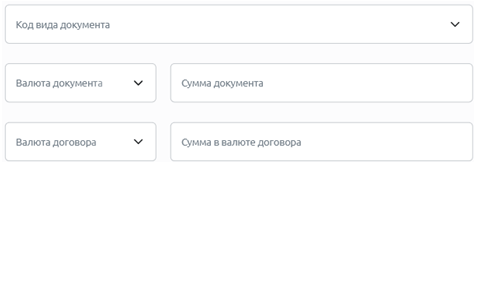 Код вида документа
Валюта документа
Сумма документа
Валюта договора
Сумма в валюте договора